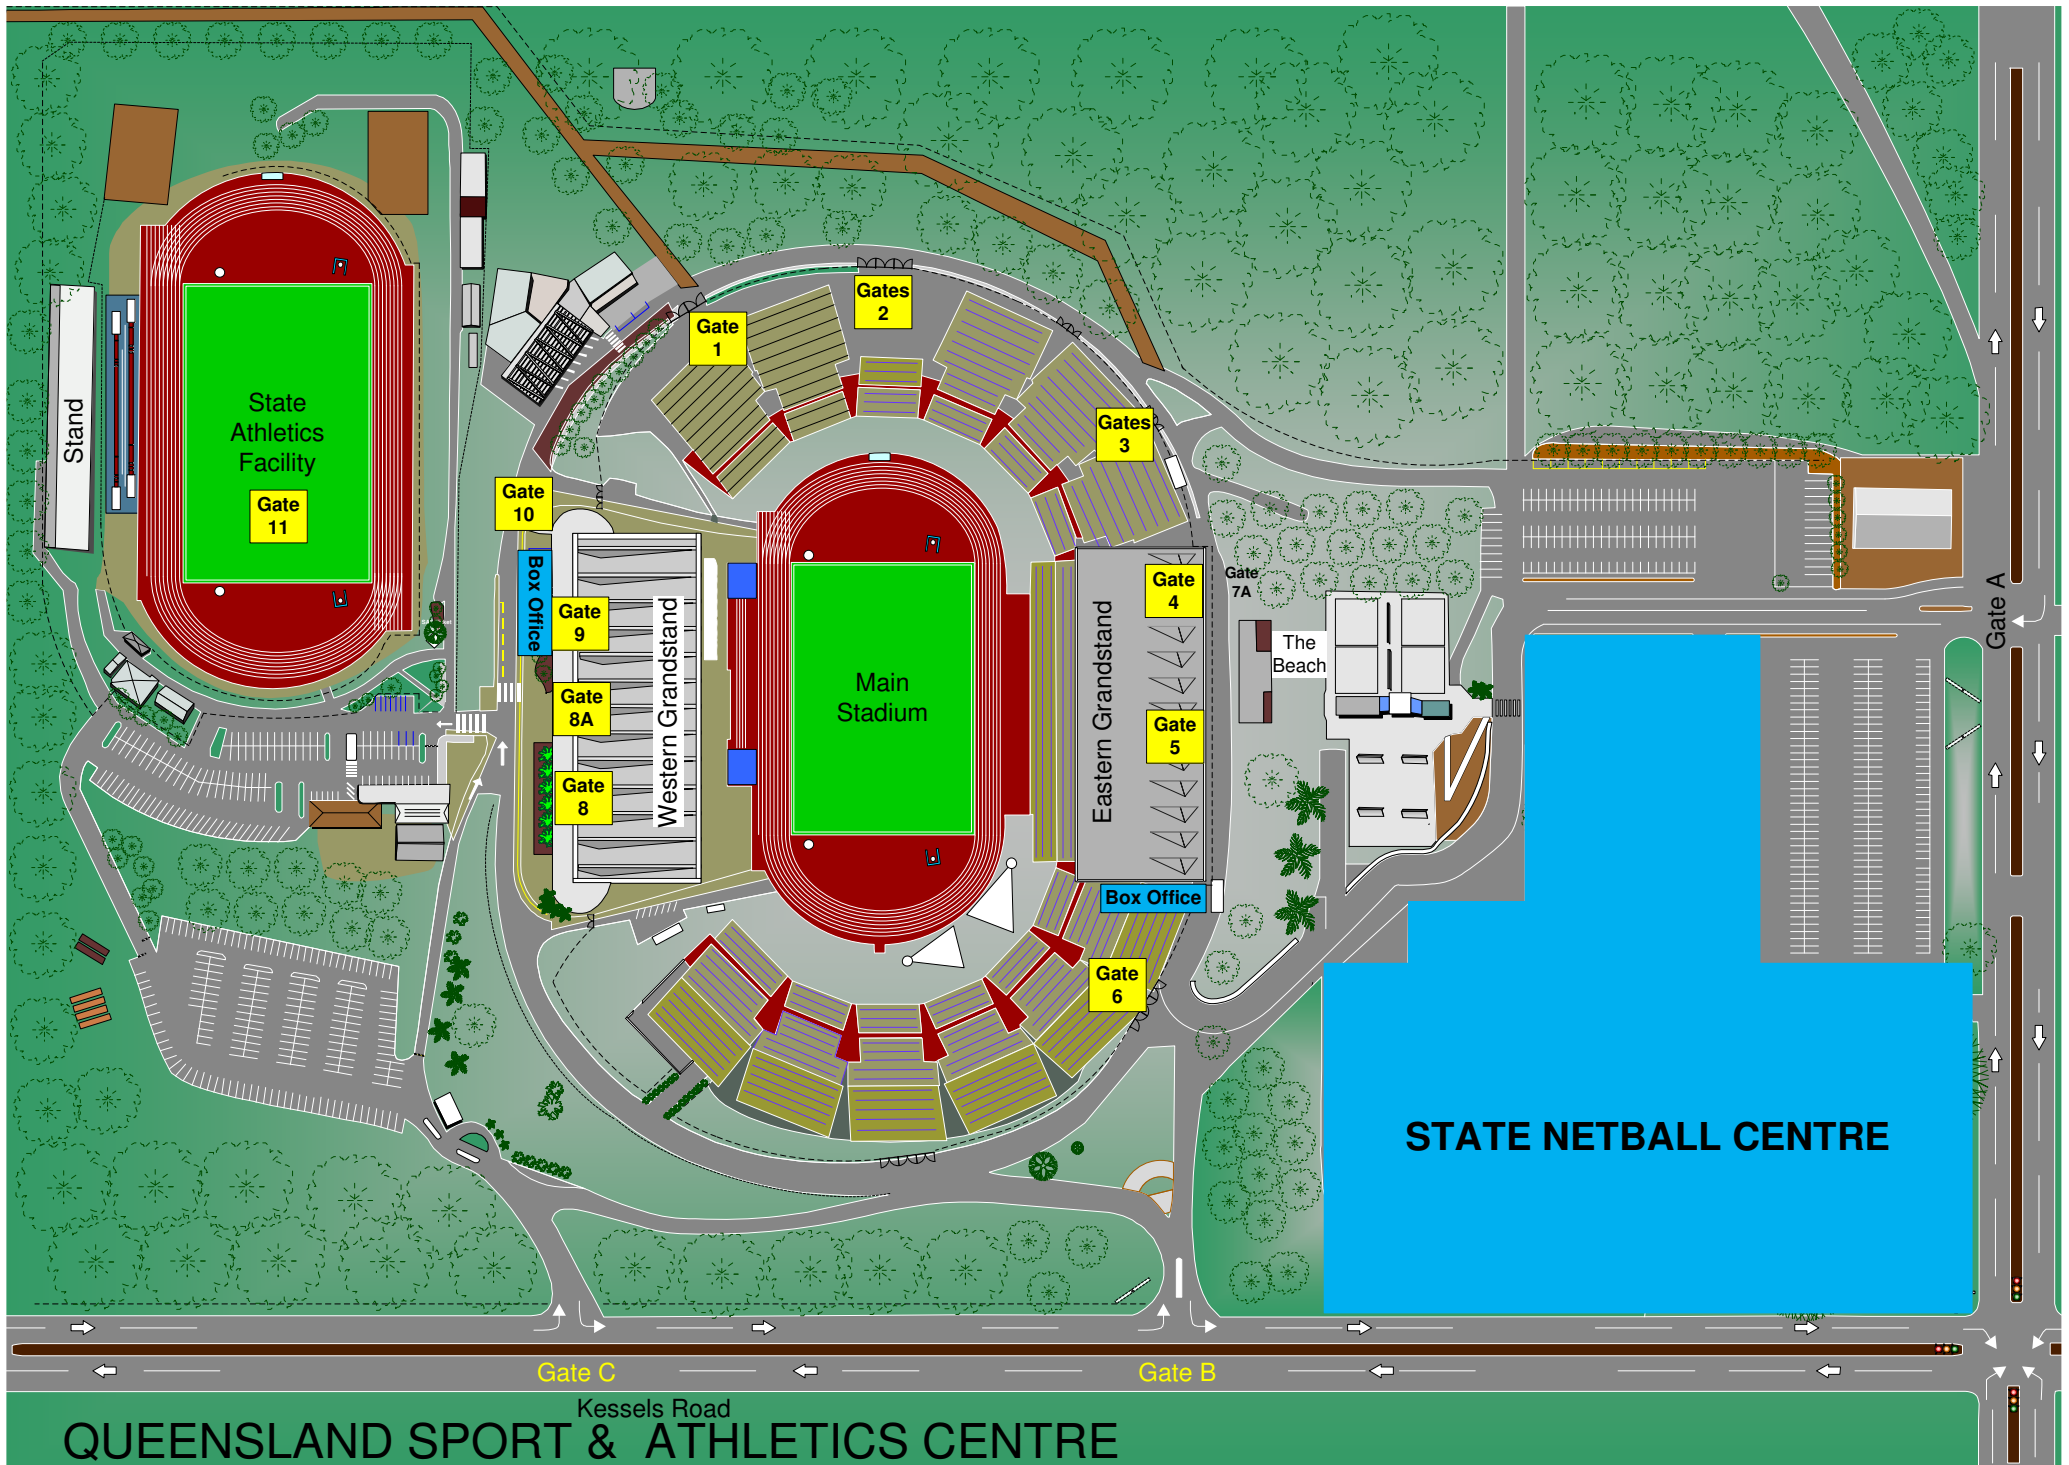 Gates
2
Gate
1
Gates
3
State
Athletics
Facility
Gate
11
Stand
Gate
10
Box Office
Gate
9
Gate
8A
Gate
8
Western Grandstand
Main
Stadium
Eastern Grandstand
Gate
4
Gate
5
Gate
7A
The
Beach
Gate A
Box Office
Gate
6
STATE NETBALL CENTRE
Gate C
Gate B
Kessels Road
QUEENSLAND SPORT & ATHLETICS CENTRE